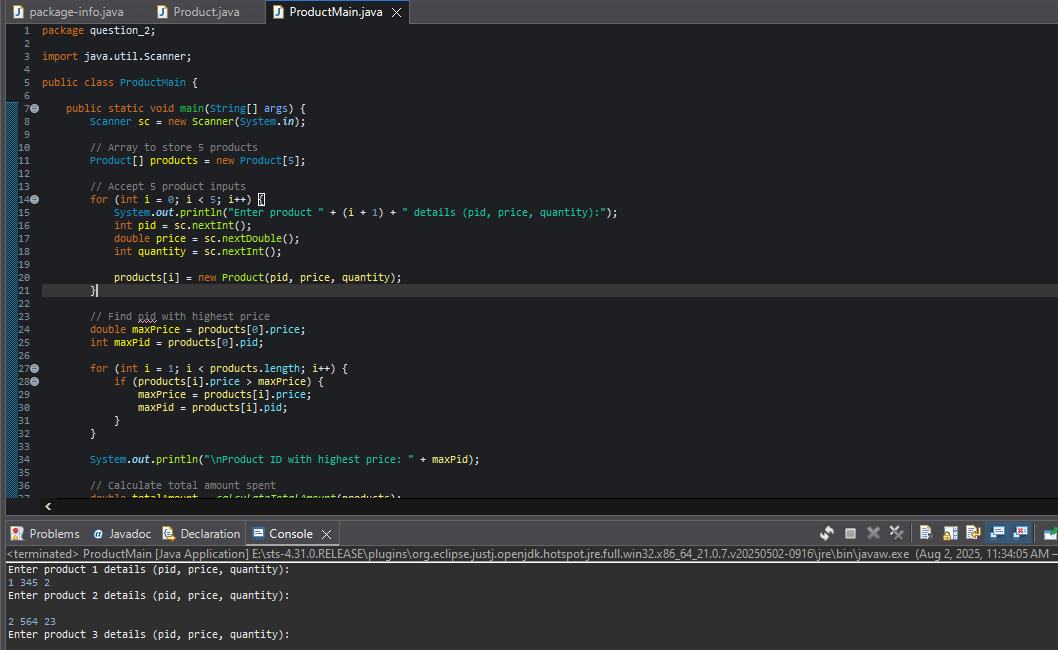 package-info.java Product.java ProductMain.java
1 package question_2;
2
3 import java.util.Scanner;
4
5 public class ProductMain {
6
7 public static void main(String[] args) {
8 Scanner sc = new Scanner(System.in);
9
10 // Array to store 5 products
11 Product[] products = new Product[5];
12
13 // Accept 5 product inputs
14 for (int i = 0; i < 5; i++) {
15 System.out.println("Enter product " + (i + 1) + " details (pid, price, quantity):");
16 int pid = sc.nextInt();
17 double price = sc.nextDouble();
18 int quantity = sc.nextInt();
19
20 products[i] = new Product(pid, price, quantity);
21 }
22
23 // Find pid with highest price
24 double maxPrice = products[0].price;
25 int maxPid = products[0].pid;
26
27 for (int i = 1; i < products.length; i++) {
28 if (products[i].price > maxPrice) {
29 maxPrice = products[i].price;
30 maxPid = products[i].pid;
31 }
32 }
33
34 System.out.println("\nProduct ID with highest price: " + maxPid);
35
36 // Calculate total amount spent
37 double totalAmount = calculateTotalAmount(products);
Problems Javadoc Declaration Console
<terminated> ProductMain [Java Application] E:\sts-4.31.0.RELEASE\plugins\org.eclipse.justj.openjdk.hotspot.jre.full.win32.x86_64_21.0.7.v20250502-0916\jre\bin\javaw.exe (Aug 2, 2025, 11:34:05 AM –
Enter product 1 details (pid, price, quantity):
1 345 2
Enter product 2 details (pid, price, quantity):
2 564 23
Enter product 3 details (pid, price, quantity):